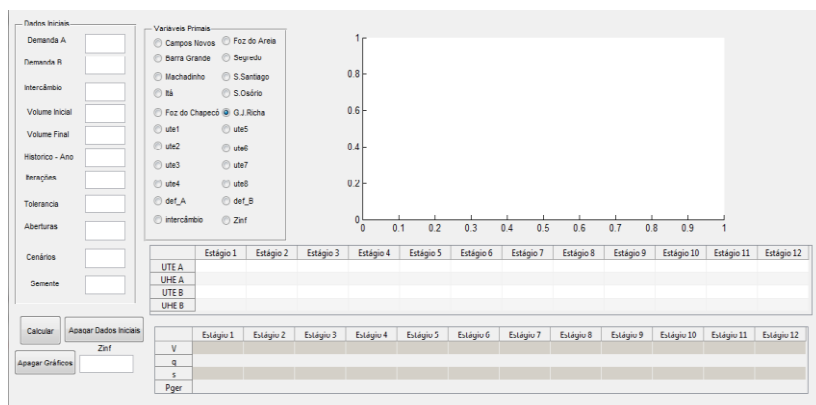 Dados Iniciais
Demanda A
Demanda B
Intercâmbio
Volume Inicial
Volume Final
Historico - Ano
Iterações
Tolerancia
Aberturas
Cenários
Semente
Calcular
Apagar Dados Iniciais
Zinf
Apagar Gráficos
Variáveis Primais
Campos Novos Foz do Areia
Barra Grande Segredo
Machadinho S.Santiago
Itá S.Osório
Foz do Chapecó G.J.Richa
ute1 ute5
ute2 ute6
ute3 ute7
ute4 ute8
def_A def_B
intercâmbio Zinf
1
0.8
0.6
0.4
0.2
0
0 0.1 0.2 0.3 0.4 0.5 0.6 0.7 0.8 0.9 1
Estágio 1 Estágio 2 Estágio 3 Estágio 4 Estágio 5 Estágio 6 Estágio 7 Estágio 8 Estágio 9 Estágio 10 Estágio 11 Estágio 12
UTE A
UHE A
UTE B
UHE B
Estágio 1 Estágio 2 Estágio 3 Estágio 4 Estágio 5 Estágio 6 Estágio 7 Estágio 8 Estágio 9 Estágio 10 Estágio 11 Estágio 12
V
q
s
Pger